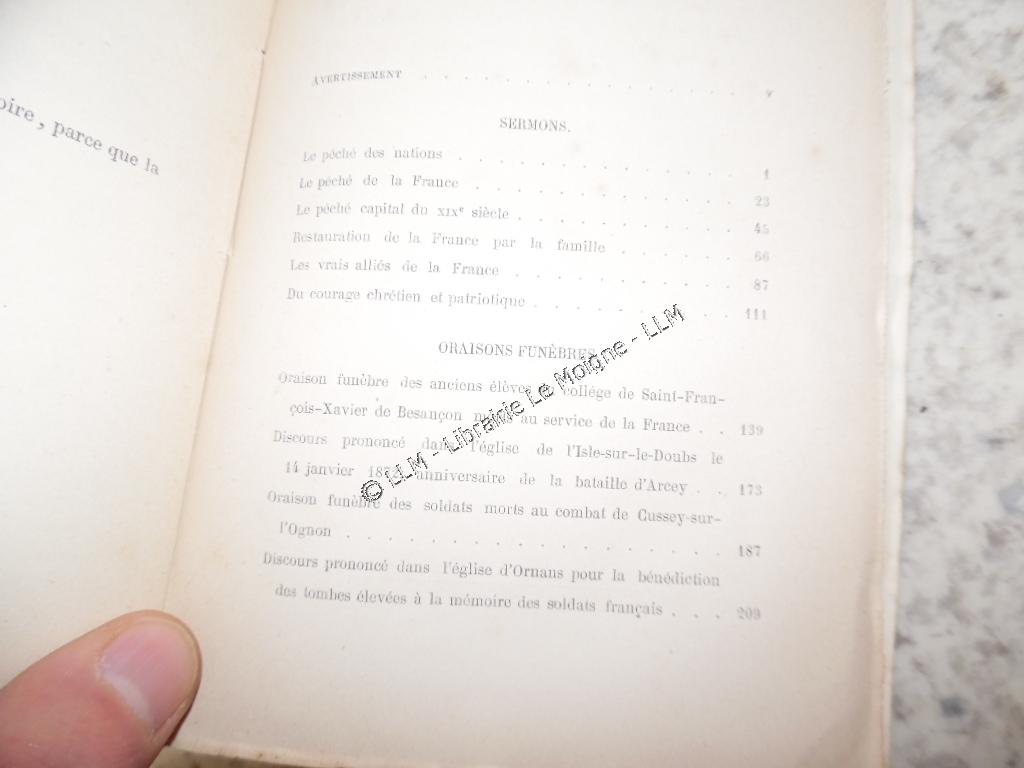 oire, parce que la
AVERTISSEMENT . . . . . . . . . . . . . v
SERMONS.
Le péché des nations . . . . . . . . . . . . 1
Le péché de la France . . . . . . . . . . . 23
Le péché capital du XIXe siècle . . . . . . . . . 45
Restauration de la France par la famille . . . . . 66
Les vrais alliés de la France . . . . . . . . . 87
Du courage chrétien et patriotique . . . . . . . . 111
ORAISONS FUNÈBRES
Oraison funèbre des anciens élèves collége de Saint-Fran-
çois-Xavier de Besançon au service de la France . . 139
Discours prononcé dans l'église de l'Isle-sur-le-Doubs le
14 janvier anniversaire de la bataille d'Arcey . . 173
Oraison funèbre des soldats morts au combat de Cussey-sur-
l'Ognon . . . . . . . . . . . . . . . 187
Discours prononcé dans l'église d'Ornans pour la bénédiction
des tombes élevées à la mémoire des soldats français . . . 209
© LLM - Librairie Le Moigne - LLM